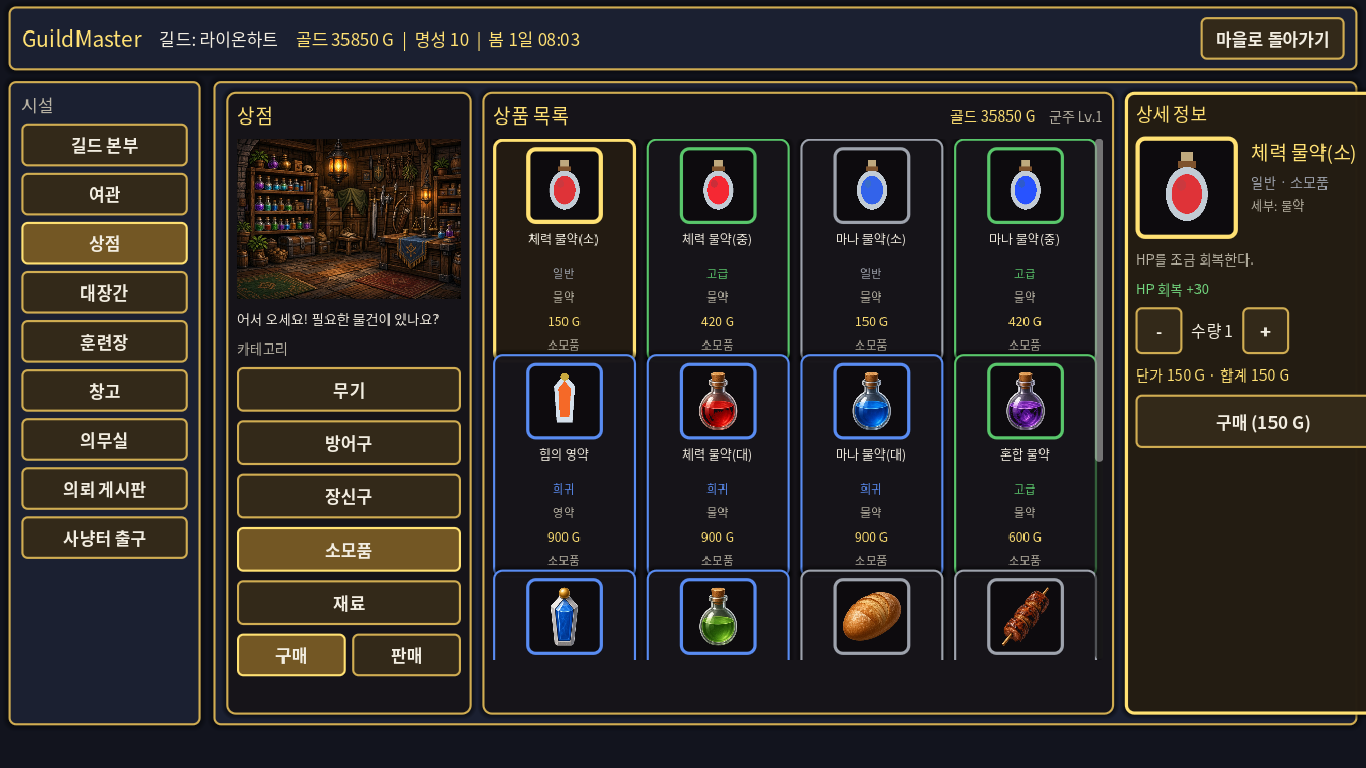 GuildMaster 길드: 라이온하트 골드 35850 G | 명성 10 | 봄 1일 08:03
마을로 돌아가기
시설
길드 본부
여관
상점
대장간
훈련장
창고
의무실
의뢰 게시판
사냥터 출구
상점
어서 오세요! 필요한 물건이 있나요?
카테고리
무기
방어구
장신구
소모품
재료
구매 판매
상품 목록 골드 35850 G 군주 Lv.1
체력 물약(소) 체력 물약(중) 마나 물약(소) 마나 물약(중)
일반 고급 일반 고급
물약 물약 물약 물약
150 G 420 G 150 G 420 G
소모품 소모품 소모품 소모품
힘의 영약 체력 물약(대) 마나 물약(대) 혼합 물약
희귀 희귀 희귀 고급
영약 물약 물약 물약
900 G 900 G 900 G 600 G
소모품 소모품 소모품 소모품
상세 정보
체력 물약(소)
일반 · 소모품
세부: 물약
HP를 조금 회복한다.
HP 회복 +30
- 수량 1 +
단가 150 G · 합계 150 G
구매 (150 G)